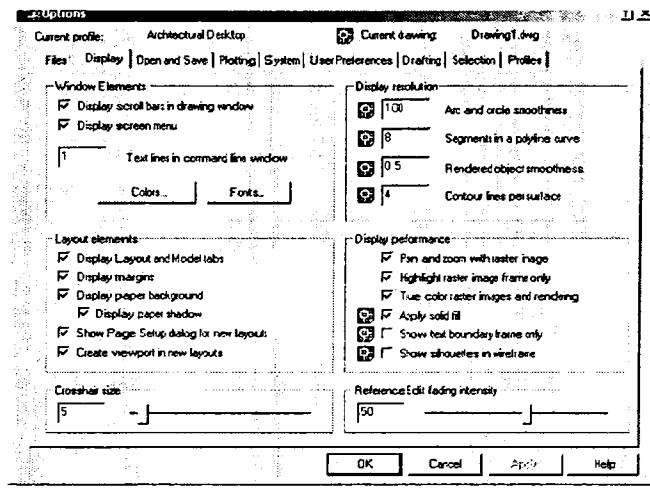 Options
Current profile: Architectural Desktop Current drawing: Drawing1.dwg
Files Display Open and Save Plotting System User Preferences Drafting Selection Profiles
Window Elements
Display scroll bars in drawing window
Display screen menu
1 Text lines in command line window
Colors... Fonts...
Display resolution
100 Arc and circle smoothness
8 Segments in a polyline curve
0.5 Rendered object smoothness
4 Contour lines per surface
Layout elements
Display Layout and Model tabs
Display margins
Display paper background
Display paper shadow
Show Page Setup dialog for new layouts
Create viewport in new layouts
Display performance
Pan and zoom with raster image
Highlight raster image frame only
True color raster images and rendering
Apply solid fill
Show text boundary frame only
Show silhouettes in wireframe
Crosshair size
5
Reference Edit fading intensity
50
OK Cancel Apply Help